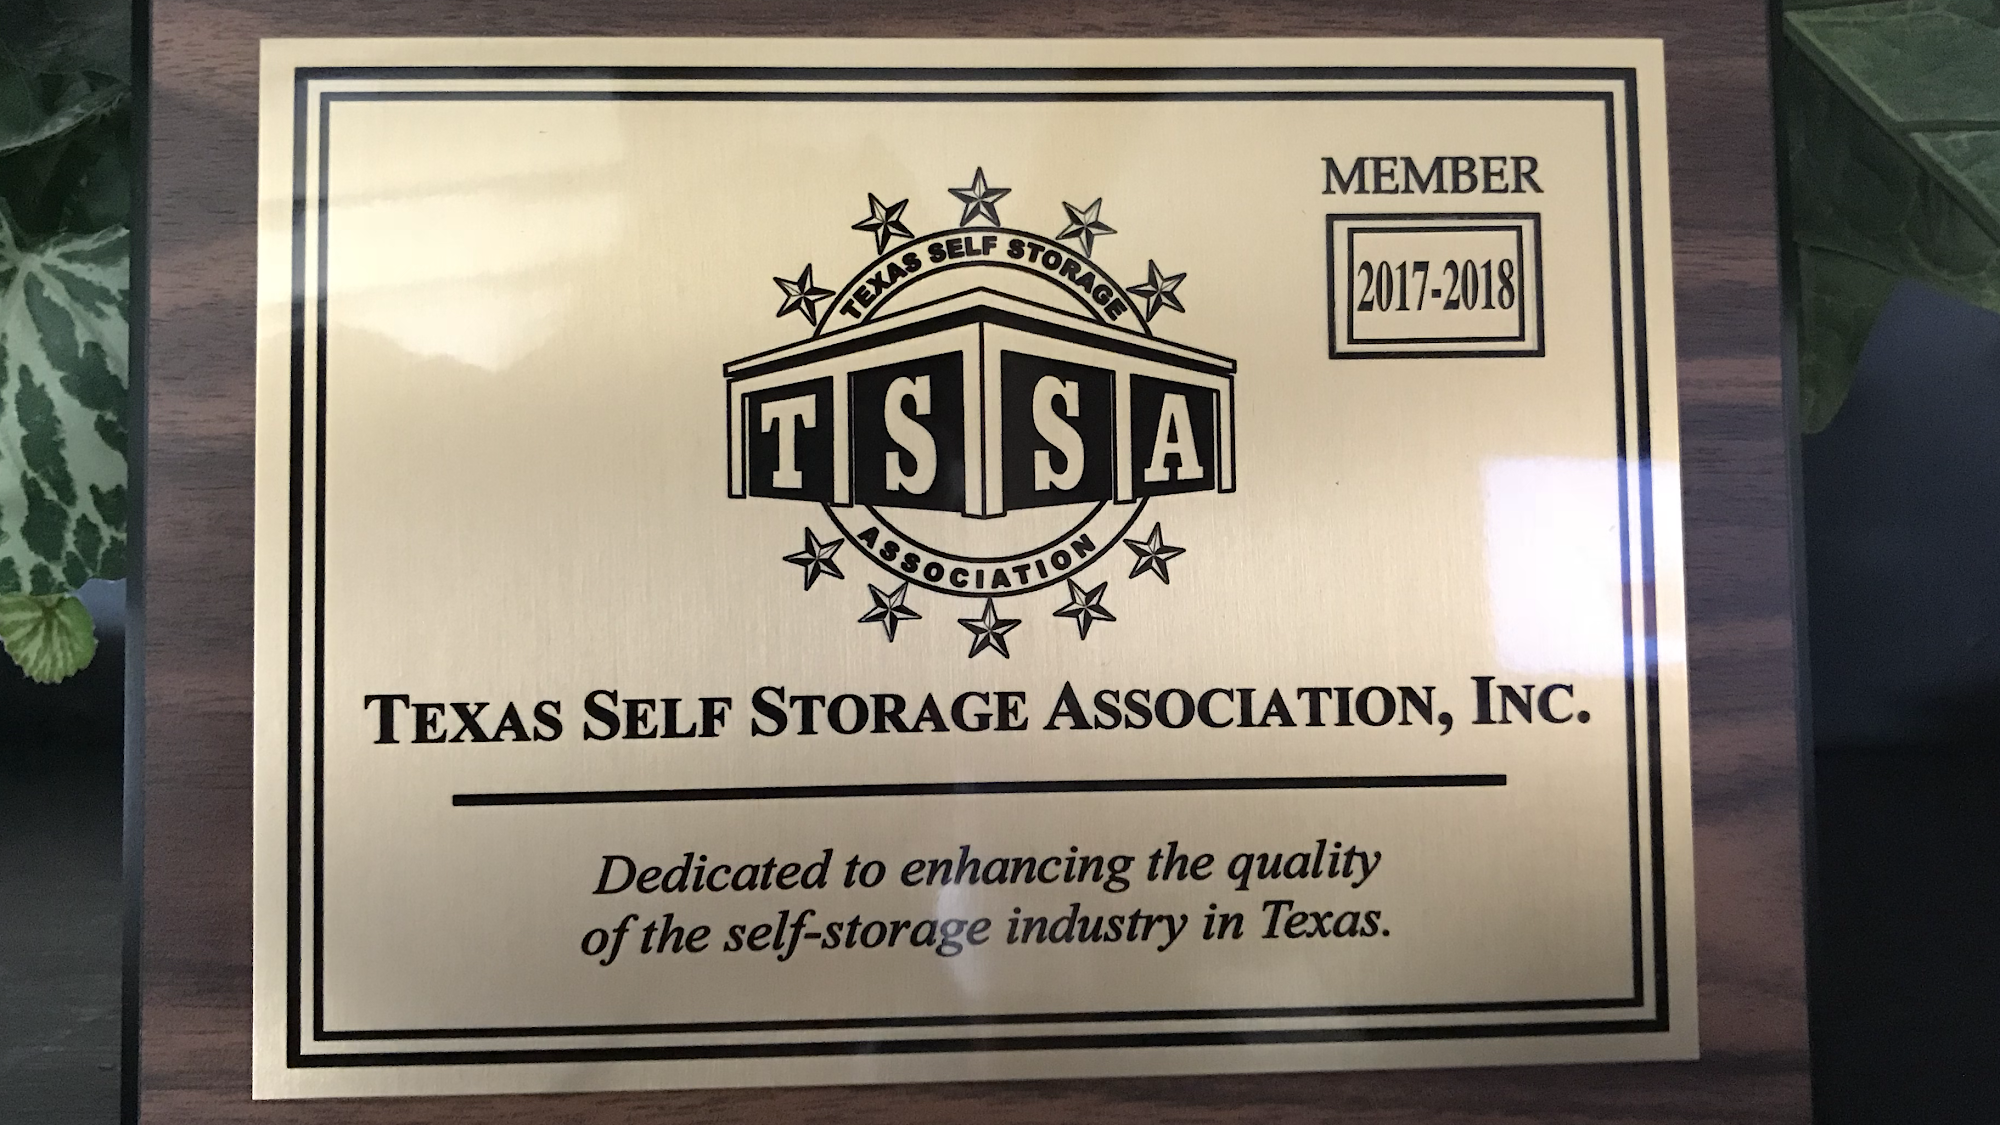 MEMBER
2017-2018
TEXAS SELF STORAGE
T S S A
ASSOCIATION
TEXAS SELF STORAGE ASSOCIATION, INC.
Dedicated to enhancing the quality
of the self-storage industry in Texas.